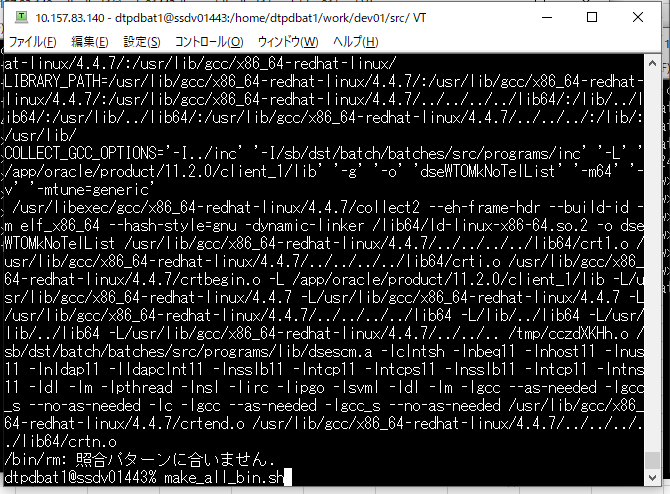 10.157.83.140 - dtpdbat1@ssdv01443:/home/dtpdbat1/work/dev01/src/ VT
ファイル(F) 編集(E) 設定(S) コントロール(O) ウィンドウ(W) ヘルプ(H)
at-linux/4.4.7/:/usr/lib/gcc/x86_64-redhat-linux/
LIBRARY_PATH=/usr/lib/gcc/x86_64-redhat-linux/4.4.7/:/usr/lib/gcc/x86_64-redhat-
linux/4.4.7/:/usr/lib/gcc/x86_64-redhat-linux/4.4.7/../../../../lib64/:/lib/../l
ib64/:/usr/lib/../lib64/:/usr/lib/gcc/x86_64-redhat-linux/4.4.7/../../../:/lib/:
/usr/lib/
COLLECT_GCC_OPTIONS='-I../inc' '-I/sb/dst/batch/batches/src/programs/inc' '-L' '
/app/oracle/product/11.2.0/client_1/lib' '-g' '-o' 'dseWTOMkNoTelList' '-m64' '-
v' '-mtune=generic'
/usr/libexec/gcc/x86_64-redhat-linux/4.4.7/collect2 --eh-frame-hdr --build-id -
m elf_x86_64 --hash-style=gnu -dynamic-linker /lib64/ld-linux-x86-64.so.2 -o dse
WTOMkNoTelList /usr/lib/gcc/x86_64-redhat-linux/4.4.7/../../../../lib64/crt1.o /
usr/lib/gcc/x86_64-redhat-linux/4.4.7/../../../../lib64/crti.o /usr/lib/gcc/x86_
64-redhat-linux/4.4.7/crtbegin.o -L /app/oracle/product/11.2.0/client_1/lib -L/u
sr/lib/gcc/x86_64-redhat-linux/4.4.7 -L/usr/lib/gcc/x86_64-redhat-linux/4.4.7 -L
/usr/lib/gcc/x86_64-redhat-linux/4.4.7/../../../../lib64 -L/lib/../lib64 -L/usr/
lib/../lib64 -L/usr/lib/gcc/x86_64-redhat-linux/4.4.7/../../.. /tmp/cczdXKHh.o /
sb/dst/batch/batches/src/programs/lib/dsescm.a -lclntsh -lnbeq11 -lnhost11 -lnus
11 -lnldap11 -lldapclnt11 -lnsslb11 -lntcp11 -lntcps11 -lnsslb11 -lntcp11 -lntns
11 -ldl -lm -lpthread -lnsl -lirc -lipgo -lsvml -ldl -lm -lgcc --as-needed -lgcc
_s --no-as-needed -lc -lgcc --as-needed -lgcc_s --no-as-needed /usr/lib/gcc/x86_
64-redhat-linux/4.4.7/crtend.o /usr/lib/gcc/x86_64-redhat-linux/4.4.7/../../../.
./lib64/crtn.o
/bin/rm: 照合パターンに合いません.
dtpdbat1@ssdv01443% make_all_bin.sh